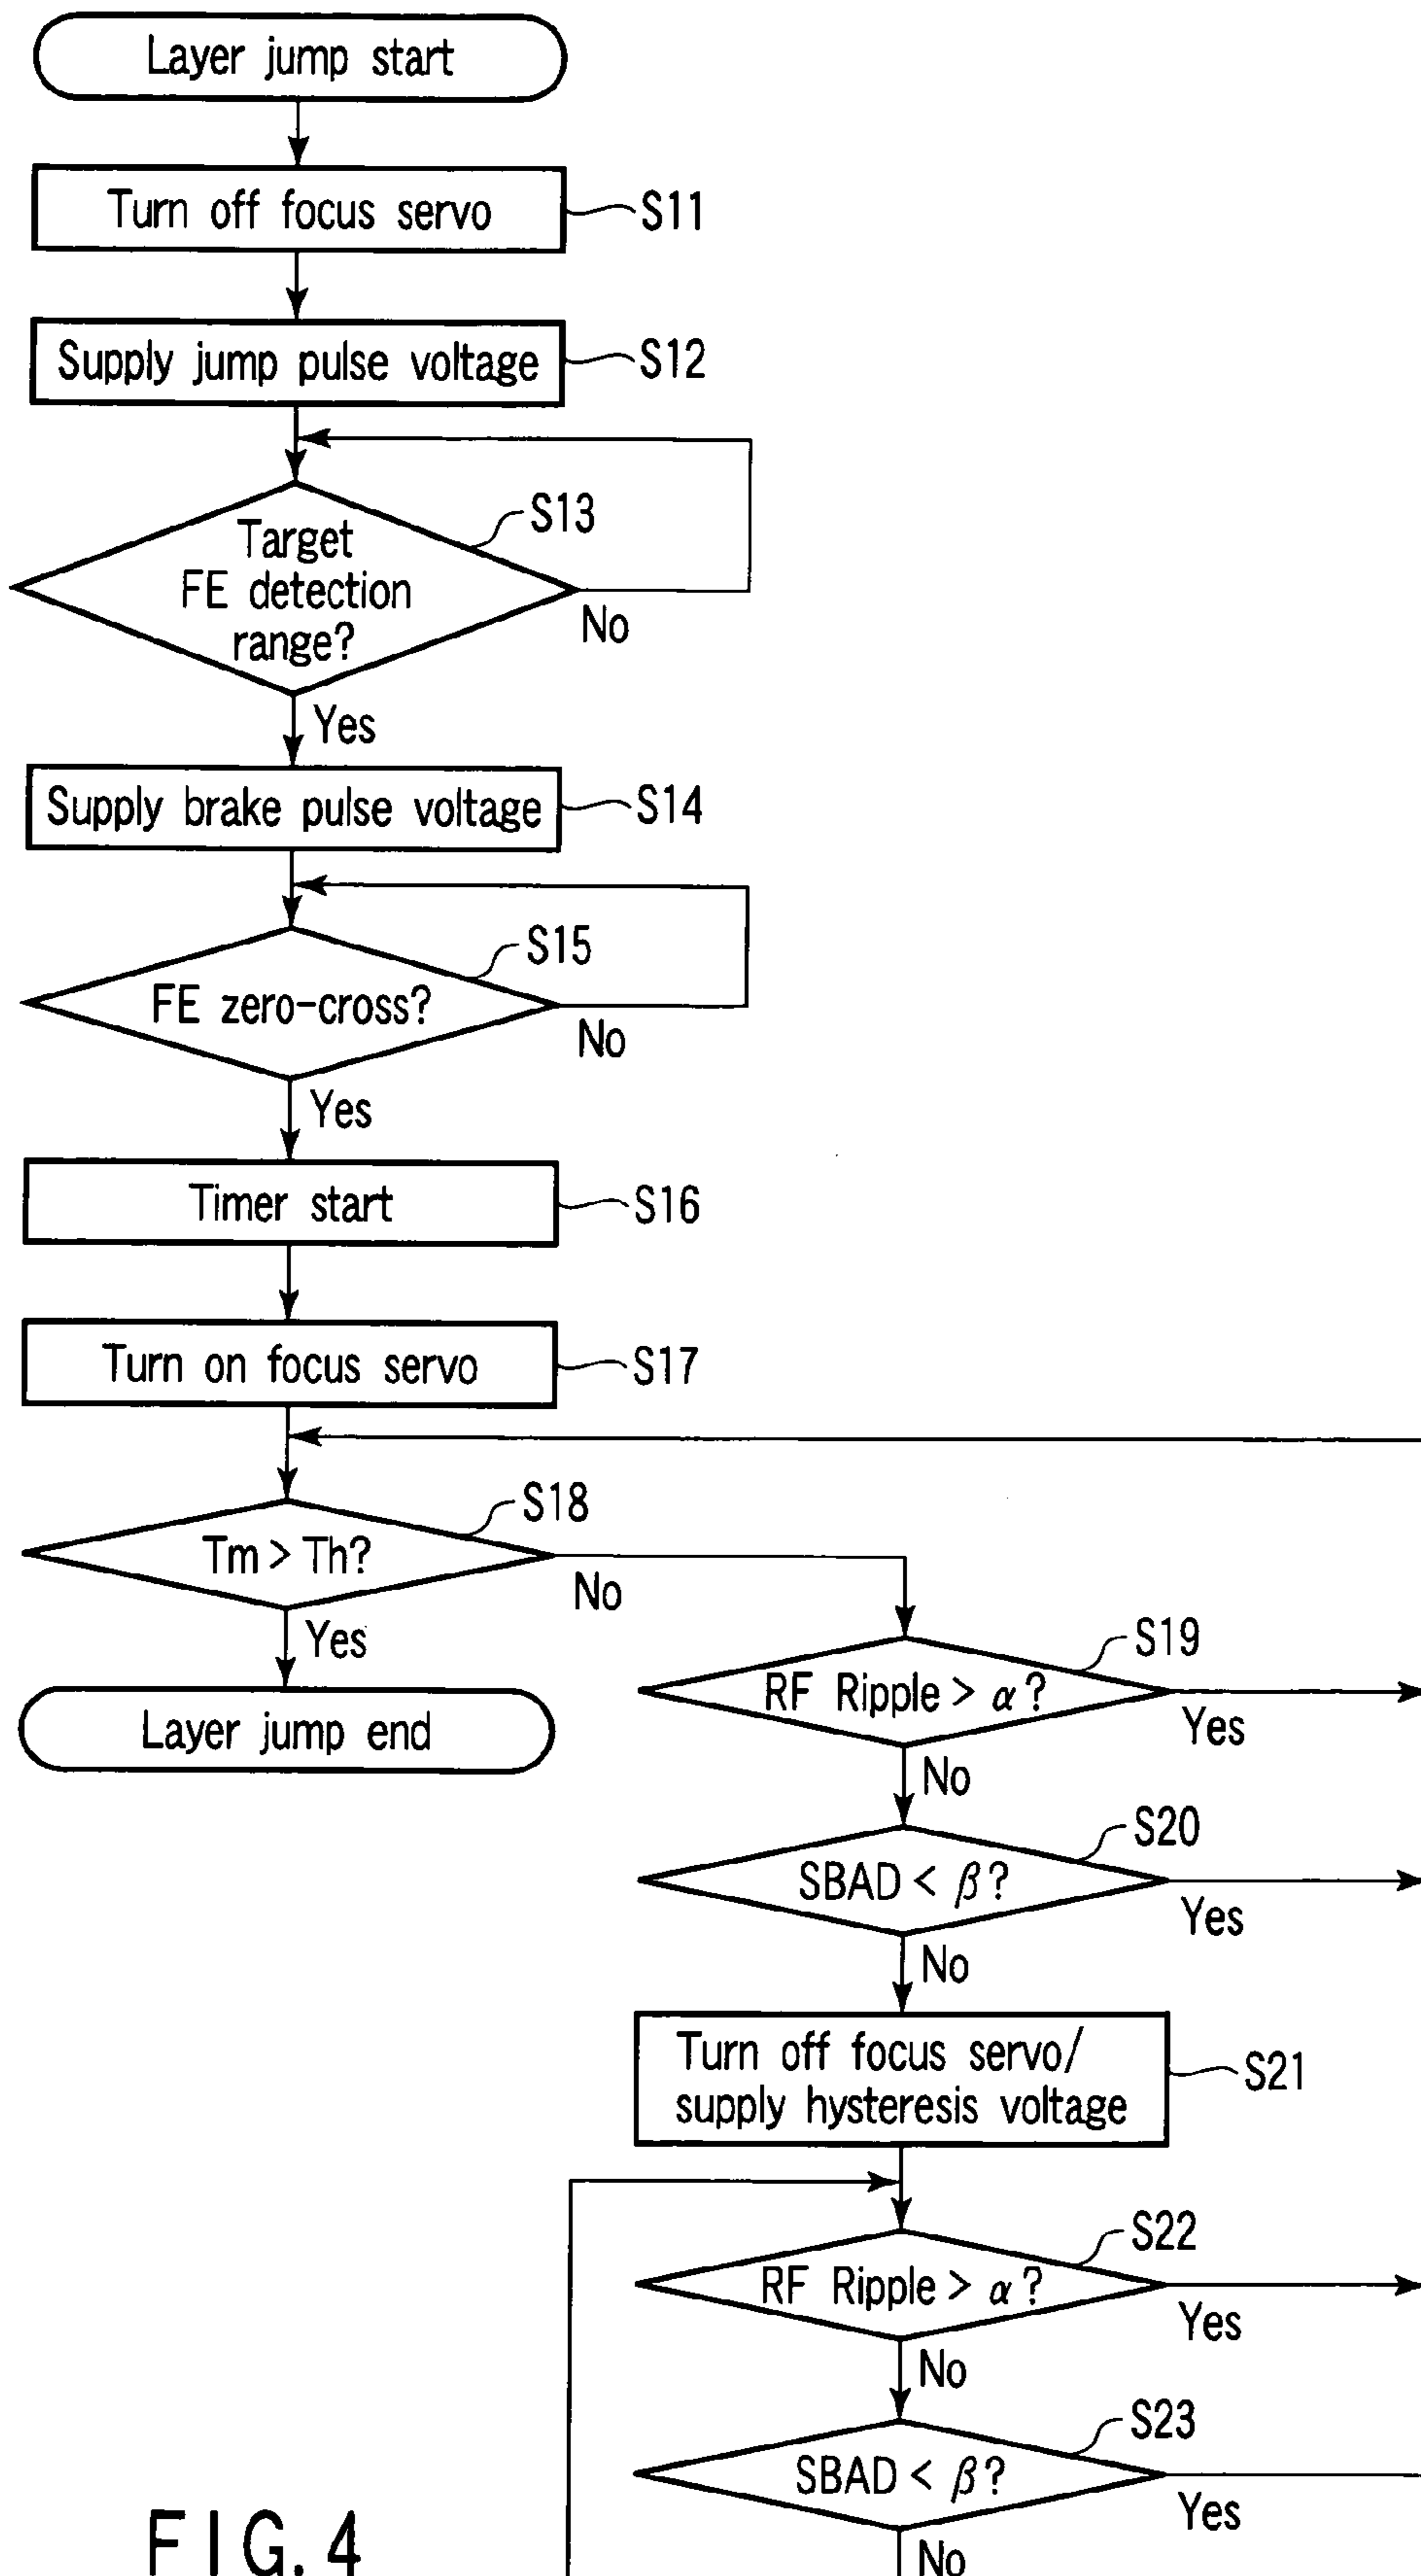 Layer jump start
Turn off focus servo
S11
Supply jump pulse voltage
S12
S13
Target
FE detection
range?
No
Yes
Supply brake pulse voltage
S14
S15
FE zero-cross?
No
Yes
Timer start
S16
Turn on focus servo
S17
S18
Tm > Th?
No
Yes
Layer jump end
S19
RF Ripple > α?
Yes
No
S20
SBAD < β?
Yes
No
Turn off focus servo/
supply hysteresis voltage
S21
S22
RF Ripple > α?
Yes
No
S23
SBAD < β?
Yes
No
FIG. 4